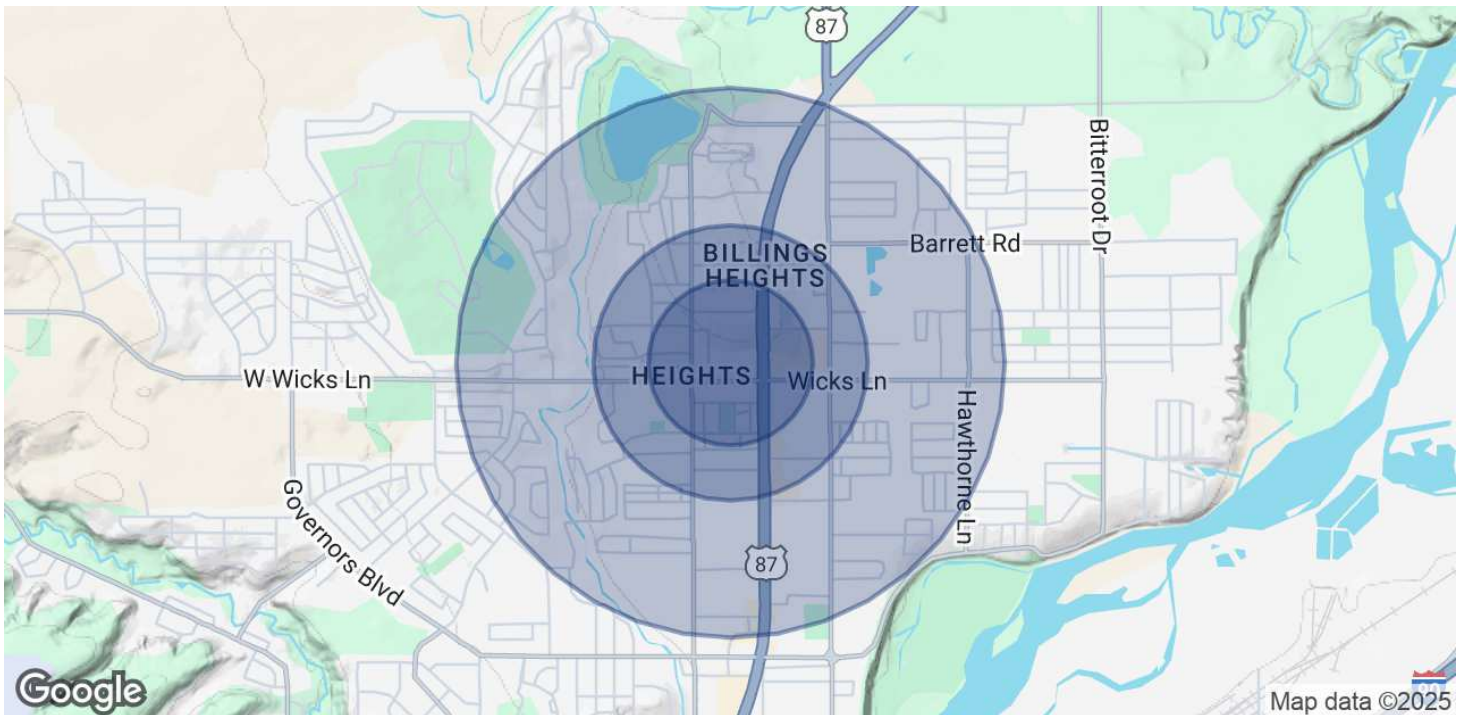 87
Bitterroot Dr
Barrett Rd
BILLINGS
HEIGHTS
W Wicks Ln
HEIGHTS
Wicks Ln
Hawthorne Ln
Governors Blvd
87
Google
Map data ©2025